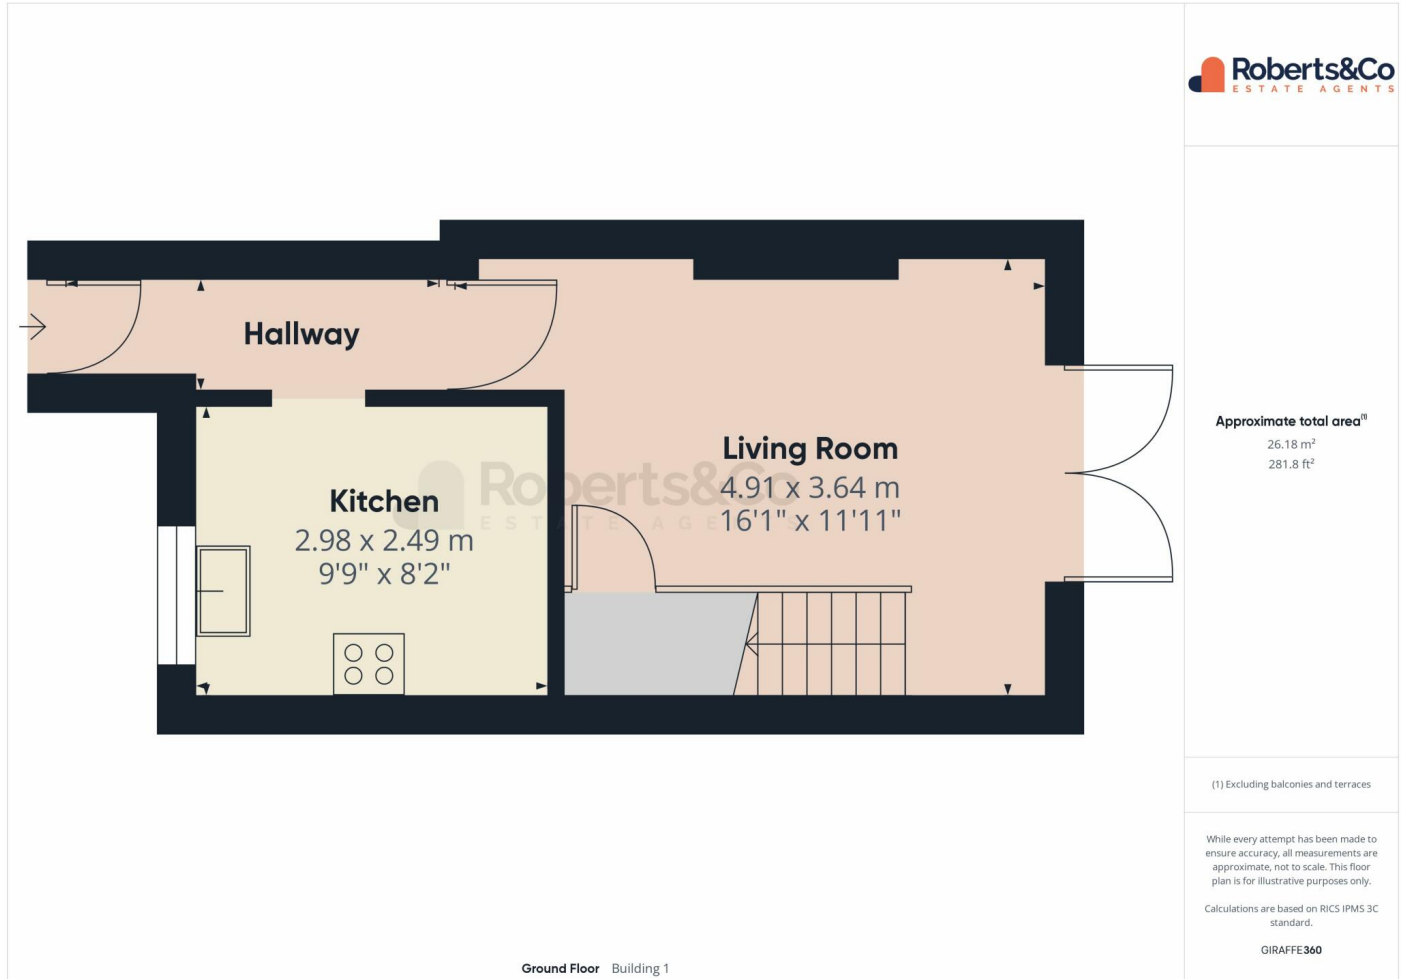 Roberts&Co
ESTATE AGENTS
Hallway
Living Room
4.91 x 3.64 m
16'1" x 11'11"
Kitchen
2.98 x 2.49 m
9'9" x 8'2"
Roberts&Co
ESTATE AGENTS
Approximate total area(1)
26.18 m²
281.8 ft²
(1) Excluding balconies and terraces
While every attempt has been made to
ensure accuracy, all measurements are
approximate, not to scale. This floor
plan is for illustrative purposes only.
Calculations are based on RICS IPMS 3C
standard.
GIRAFFE360
Ground Floor Building 1